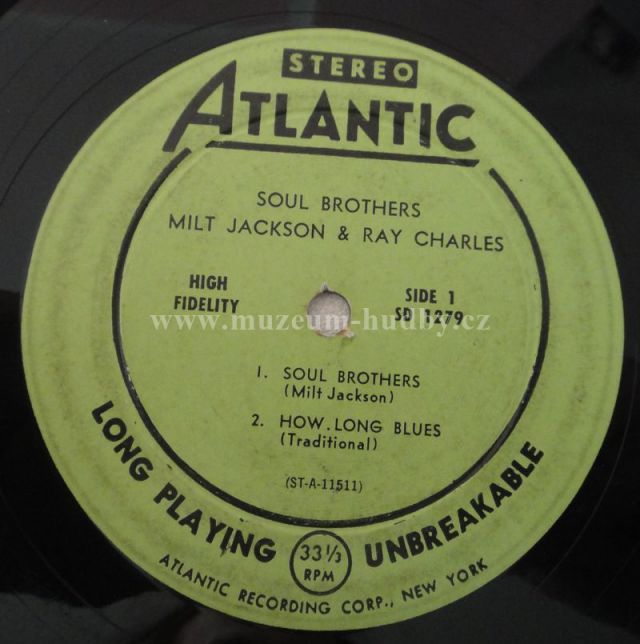 STEREO
ATLANTIC
SOUL BROTHERS
MILT JACKSON & RAY CHARLES
HIGH
FIDELITY
SIDE 1
SD 1279
www.muzeum-hudby.cz
1. SOUL BROTHERS
(Milt Jackson)
2. HOW.LONG BLUES
(Traditional)
(ST-A-11511)
LONG PLAYING 33 1/3 RPM UNBREAKABLE
ATLANTIC RECORDING CORP., NEW YORK